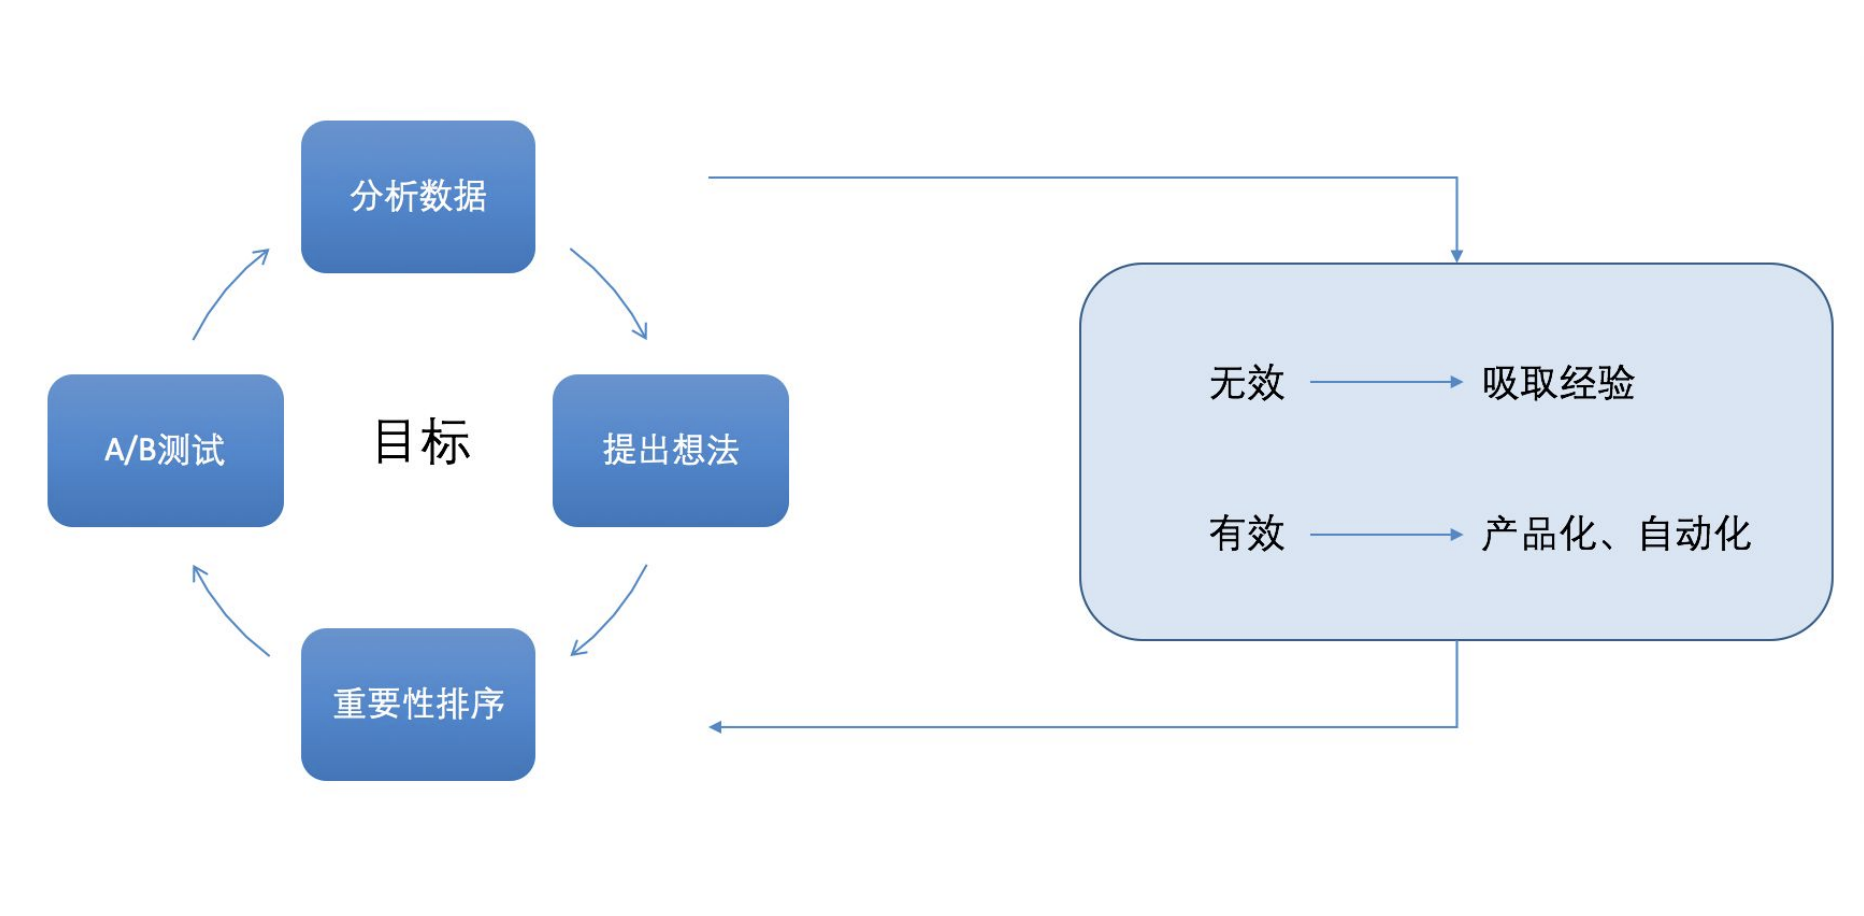 分析数据
A/B测试
目标
提出想法
重要性排序
无效
吸取经验
有效
产品化、自动化